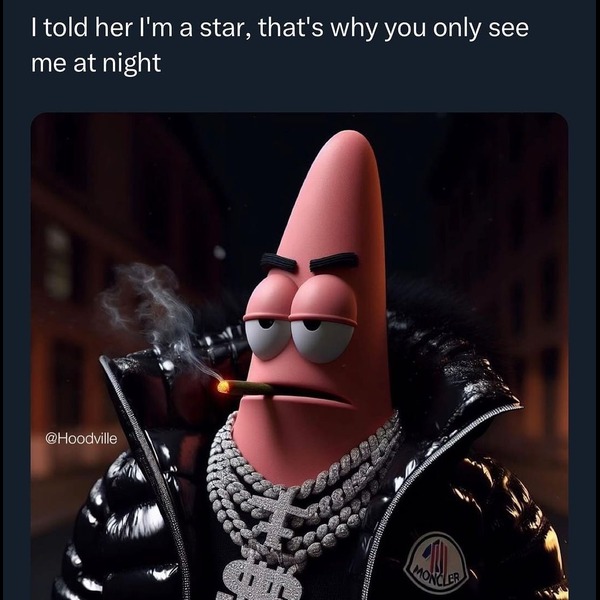 I told her I'm a star, that's why you only see
me at night
@Hoodville
MONCLER